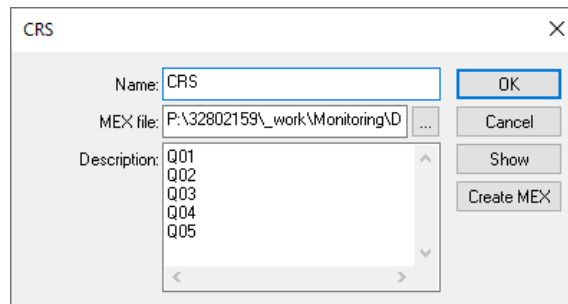 CRS
Name: CRS
OK
MEX file: P:\32802159\_work\Monitoring\D ...
Cancel
Description: Q01
Q02
Q03
Q04
Q05
Show
Create MEX